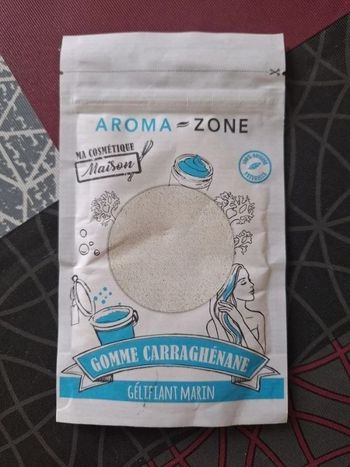 AROMA-ZONE
MA COSMÉTIQUE
Maison
GOMME CARRAGHÉNANE
GÉLIFIANT MARIN